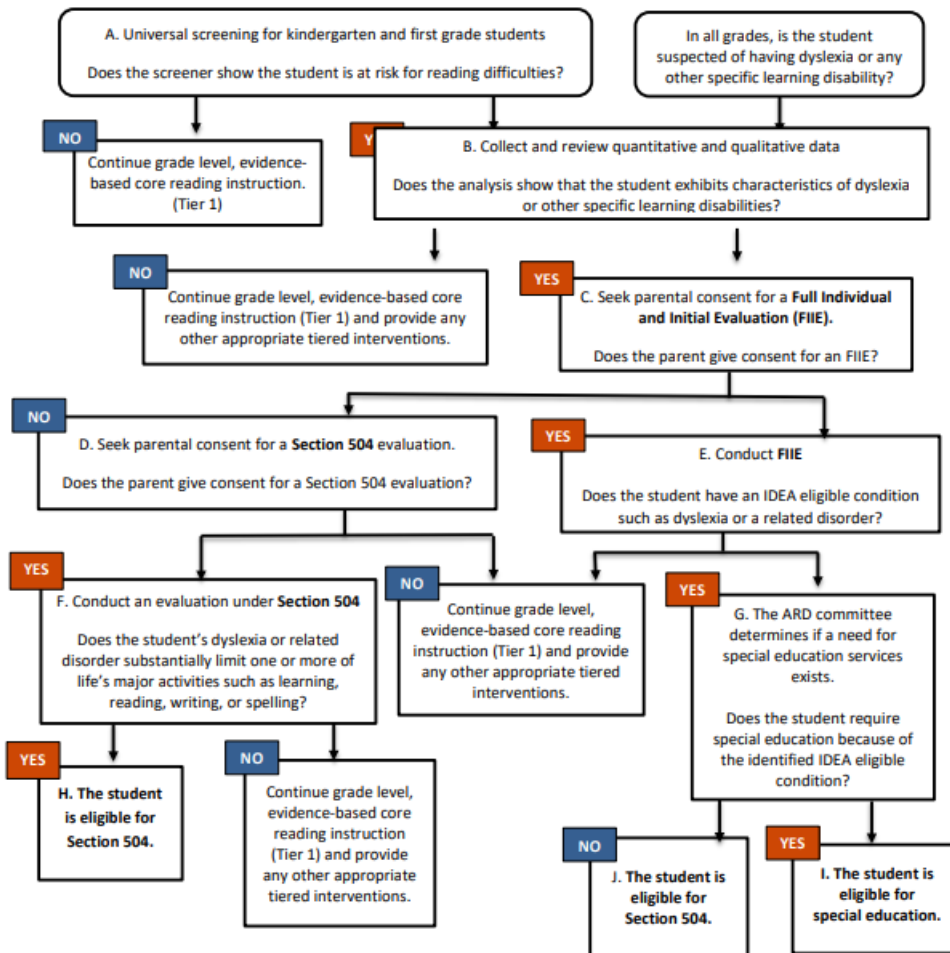 A. Universal screening for kindergarten and first grade students
Does the screener show the student is at risk for reading difficulties?
In all grades, is the student
suspected of having dyslexia or any
other specific learning disability?
NO
Continue grade level, evidence-
based core reading instruction.
(Tier 1)
B. Collect and review quantitative and qualitative data
Does the analysis show that the student exhibits characteristics of dyslexia
or other specific learning disabilities?
NO
Continue grade level, evidence-based core
reading instruction (Tier 1) and provide any
other appropriate tiered interventions.
YES
C. Seek parental consent for a Full Individual
and Initial Evaluation (FIIE).
Does the parent give consent for an FIIE?
NO
D. Seek parental consent for a Section 504 evaluation.
Does the parent give consent for a Section 504 evaluation?
YES
E. Conduct FIIE
Does the student have an IDEA eligible condition
such as dyslexia or a related disorder?
YES
F. Conduct an evaluation under Section 504
Does the student's dyslexia or related
disorder substantially limit one or more of
life's major activities such as learning,
reading, writing, or spelling?
NO
Continue grade level,
evidence-based core reading
instruction (Tier 1) and provide
any other appropriate tiered
interventions.
YES
G. The ARD committee
determines if a need for
special education services
exists.
Does the student require
special education because of
the identified IDEA eligible
condition?
YES
H. The student
is eligible for
Section 504.
NO
Continue grade level,
evidence-based core
reading instruction
(Tier 1) and provide
any other appropriate
tiered interventions.
NO
J. The student is
eligible for
Section 504.
YES
I. The student is
eligible for
special education.